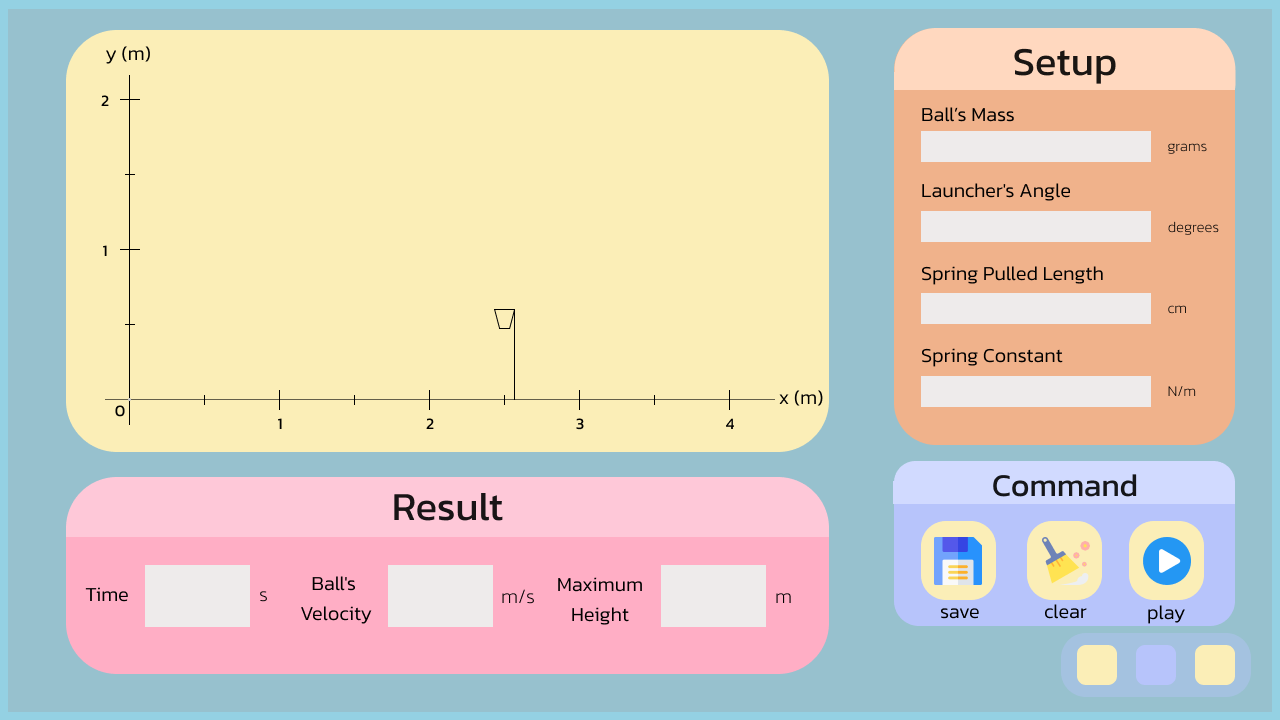 y (m)
2
1
0
1
2
3
4
x (m)
Setup
Ball’s Mass
grams
Launcher's Angle
degrees
Spring Pulled Length
cm
Spring Constant
N/m
Result
Time
s
Ball's
Velocity
m/s
Maximum
Height
m
Command
save
clear
play